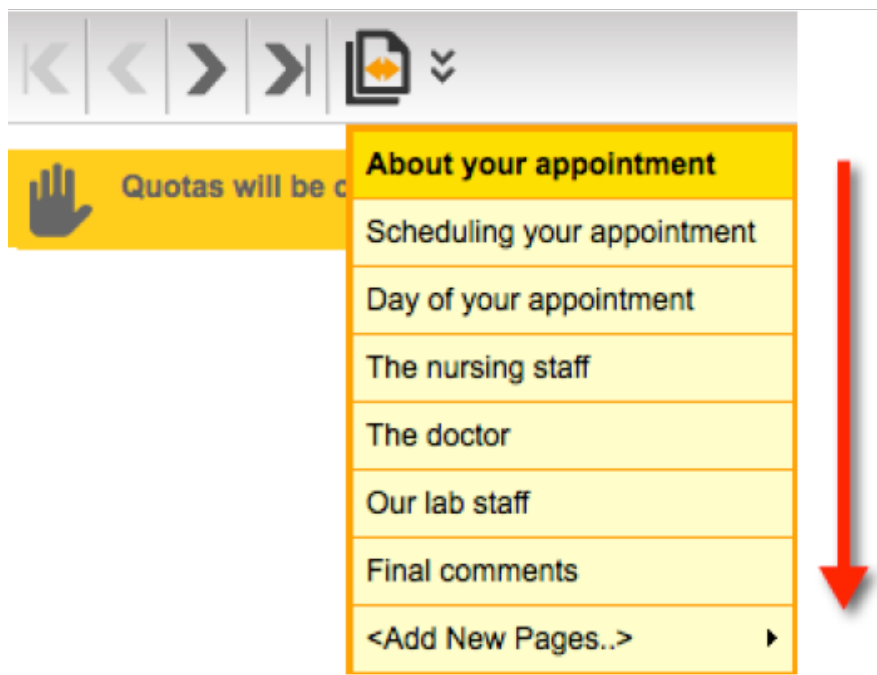 Quotas will be
About your appointment
Scheduling your appointment
Day of your appointment
The nursing staff
The doctor
Our lab staff
Final comments
<Add New Pages..>